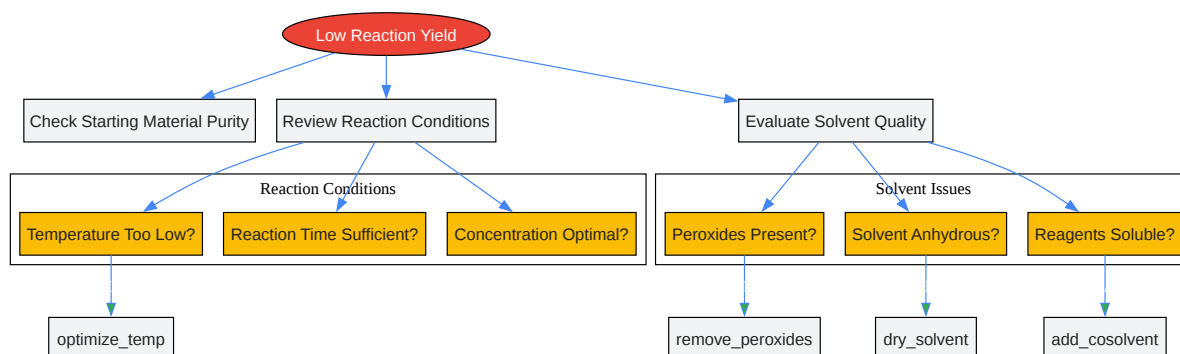 Low Reaction Yield
Check Starting Material Purity
Review Reaction Conditions
Evaluate Solvent Quality
Reaction Conditions
Solvent Issues
Temperature Too Low?
Reaction Time Sufficient?
Concentration Optimal?
Peroxides Present?
Solvent Anhydrous?
Reagents Soluble?
optimize_temp
remove_peroxides
dry_solvent
add_cosolvent